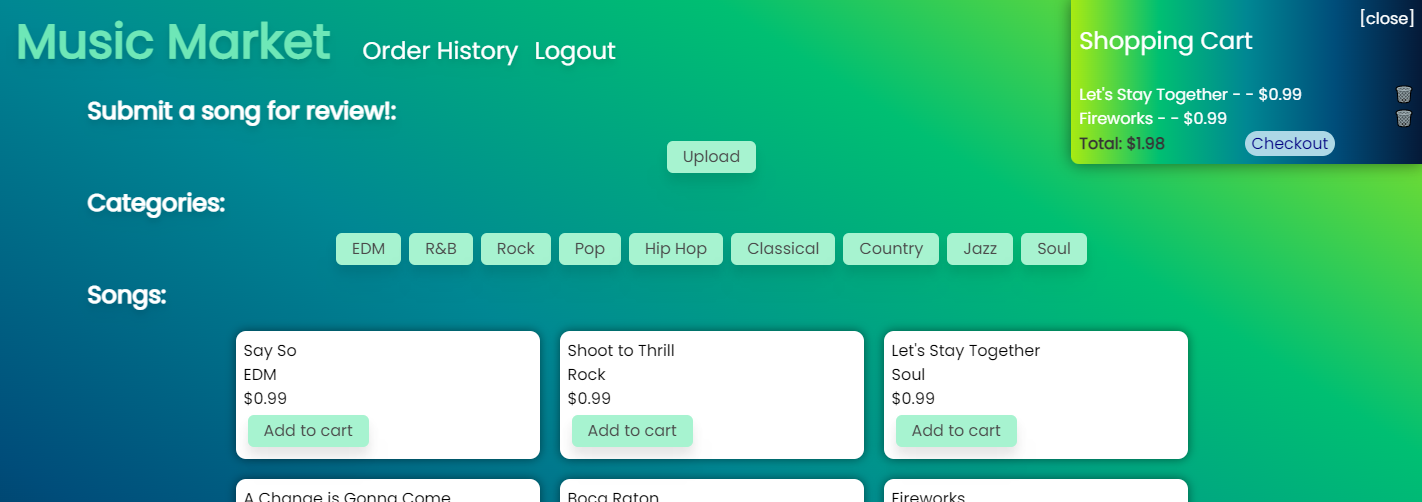 Music Market
Order History Logout
[close]
Shopping Cart
Let's Stay Together - - $0.99
Fireworks - - $0.99
Total: $1.98 Checkout
Submit a song for review!:
Upload
Categories:
EDM R&B Rock Pop Hip Hop Classical Country Jazz Soul
Songs:
Say So
EDM
$0.99
Add to cart
Shoot to Thrill
Rock
$0.99
Add to cart
Let's Stay Together
Soul
$0.99
Add to cart
A Change is Gonna Come
Boca Raton
Fireworks